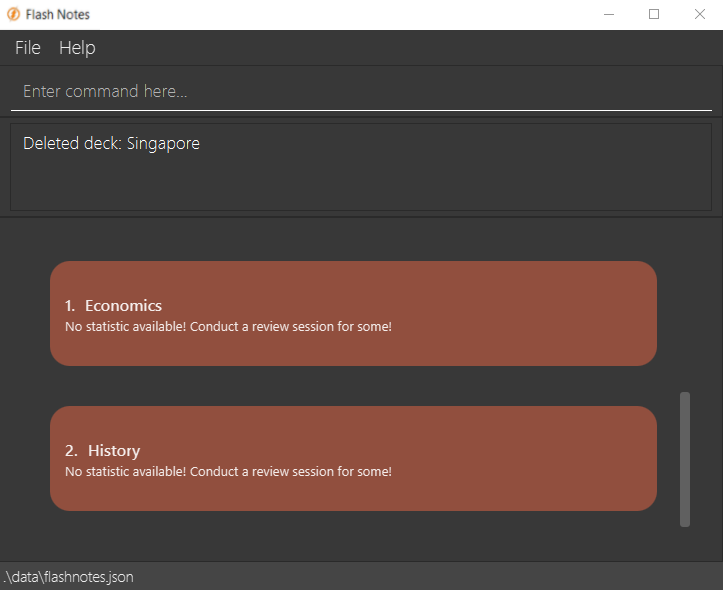 Flash Notes
File Help
Enter command here...
Deleted deck: Singapore
1. Economics
No statistic available! Conduct a review session for some!
2. History
No statistic available! Conduct a review session for some!
.\data\flashnotes.json